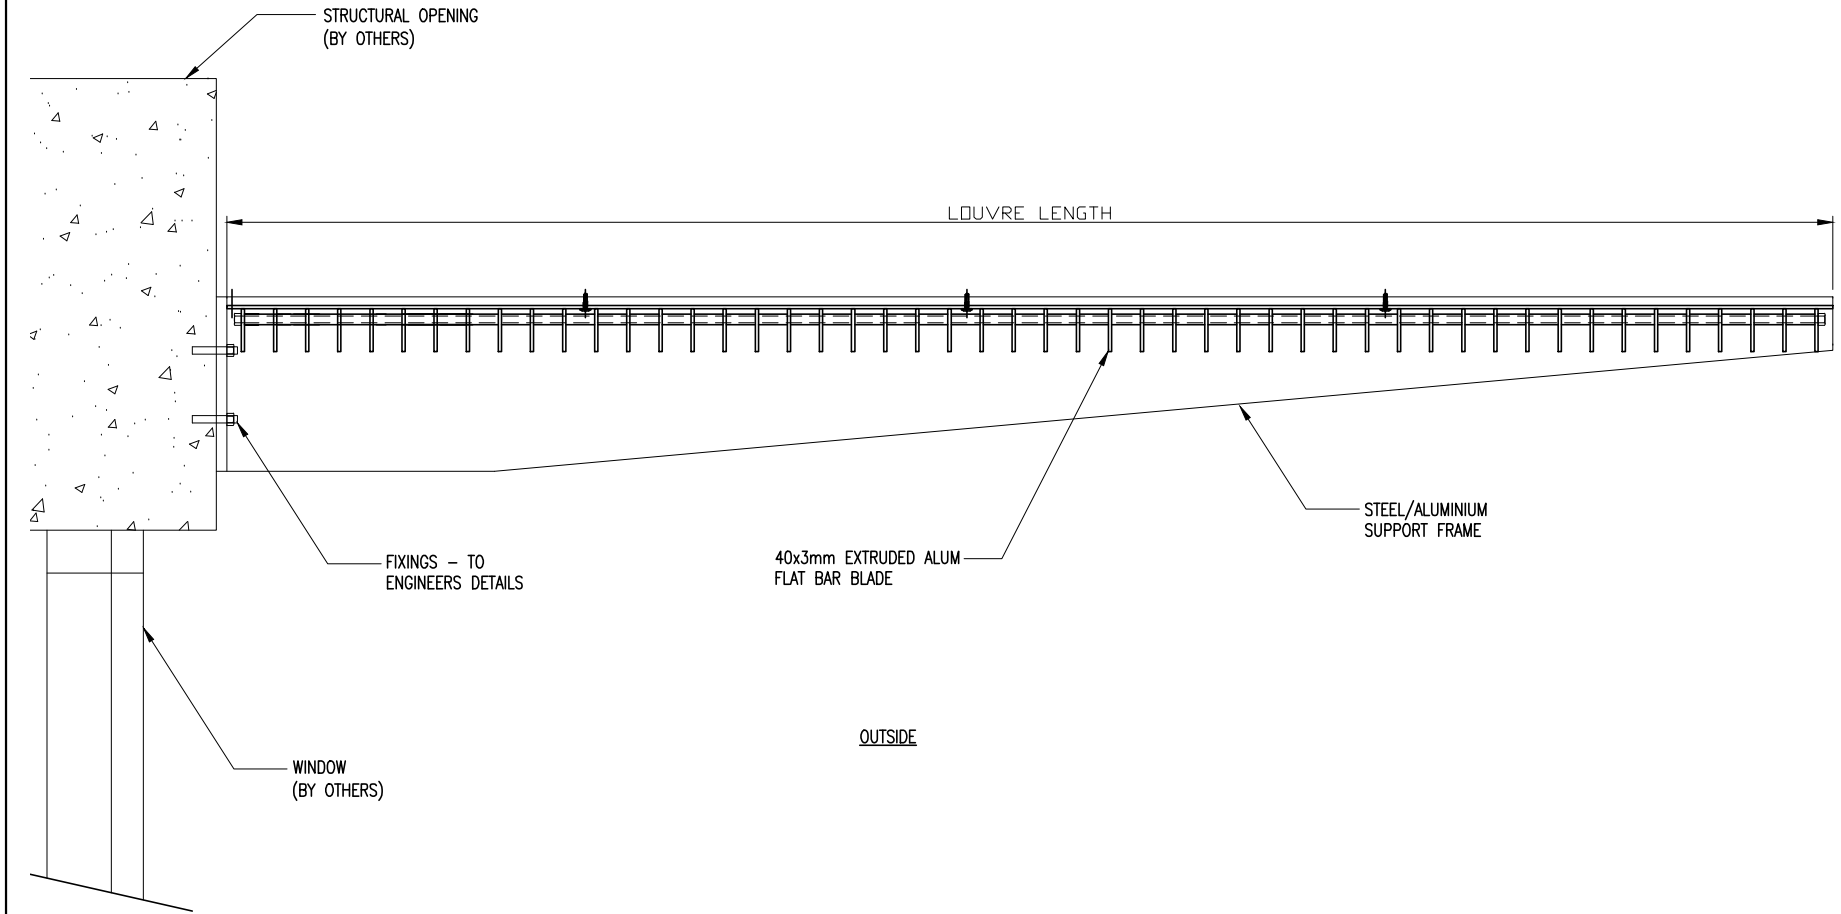 STRUCTURAL OPENING
(BY OTHERS)
LOUVRE LENGTH
STEEL/ALUMINIUM
SUPPORT FRAME
40x3mm EXTRUDED ALUM
FLAT BAR BLADE
FIXINGS - TO
ENGINEERS DETAILS
OUTSIDE
WINDOW
(BY OTHERS)